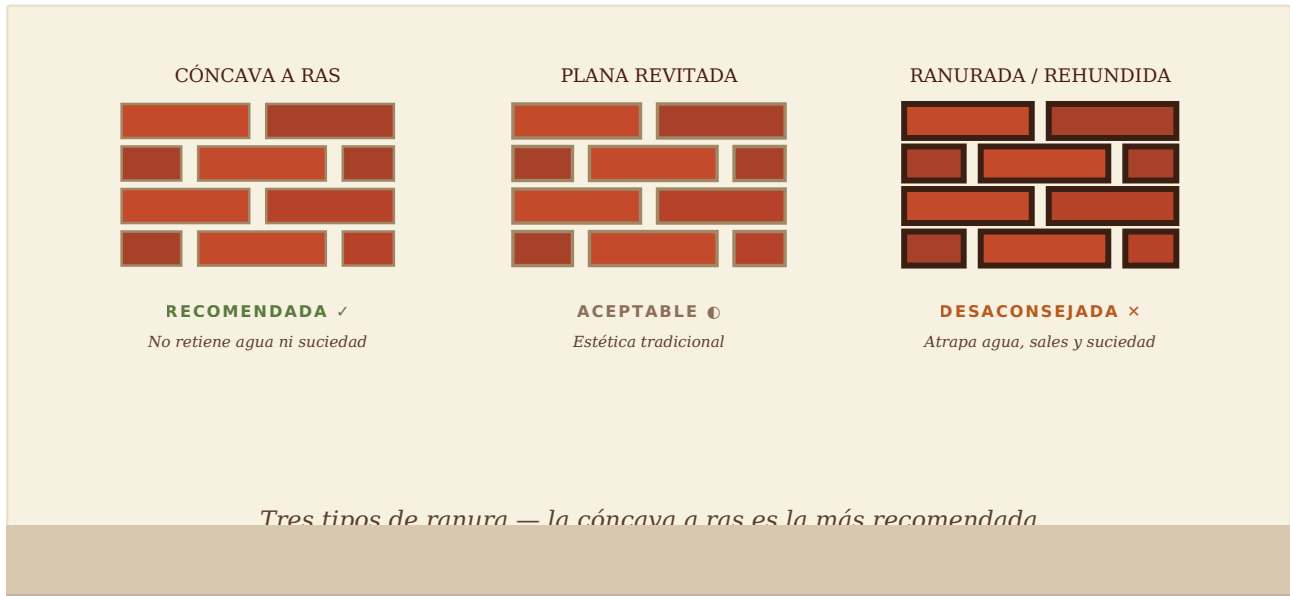 CÓNCAVA A RAS
PLANA REVITADA
RANURADA / REHUNDIDA
RECOMENDADA ✓
ACEPTABLE ◐
DESACONSEJADA ✕
No retiene agua ni suciedad
Estética tradicional
Atrapa agua, sales y suciedad
Tres tipos de ranura — la cóncava a ras es la más recomendada